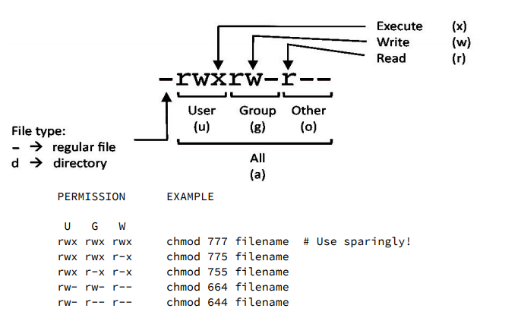 Execute (x)
Write (w)
Read (r)
-rwxrw-r--
User Group Other
(u) (g) (o)
File type:
- → regular file
d → directory
All
(a)
PERMISSION EXAMPLE
U G W
rwx rwx rwx chmod 777 filename # Use sparingly!
rwx rwx r-x chmod 775 filename
rwx r-x r-x chmod 755 filename
rw- rw- r-- chmod 664 filename
rw- r-- r-- chmod 644 filename